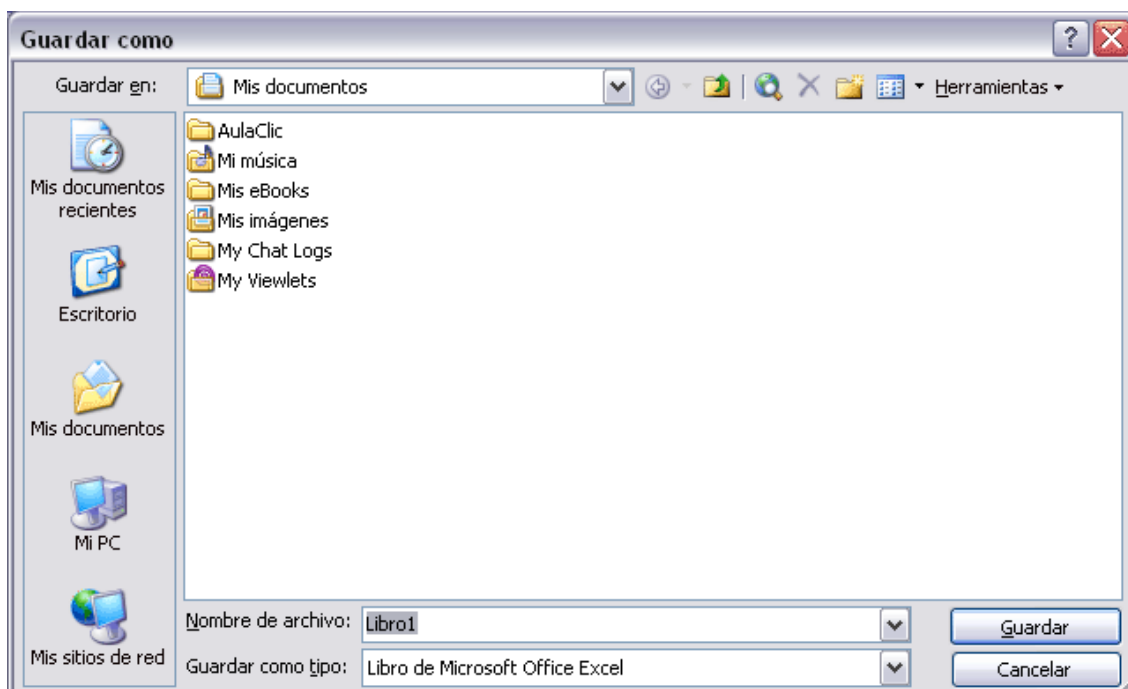 Guardar como
?
Guardar en: Mis documentos Herramientas
Mis documentos
recientes
Escritorio
Mis documentos
Mi PC
Mis sitios de red
AulaClic
Mi música
Mis eBooks
Mis imágenes
My Chat Logs
My Viewlets
Nombre de archivo: Libro1 Guardar
Guardar como tipo: Libro de Microsoft Office Excel Cancelar